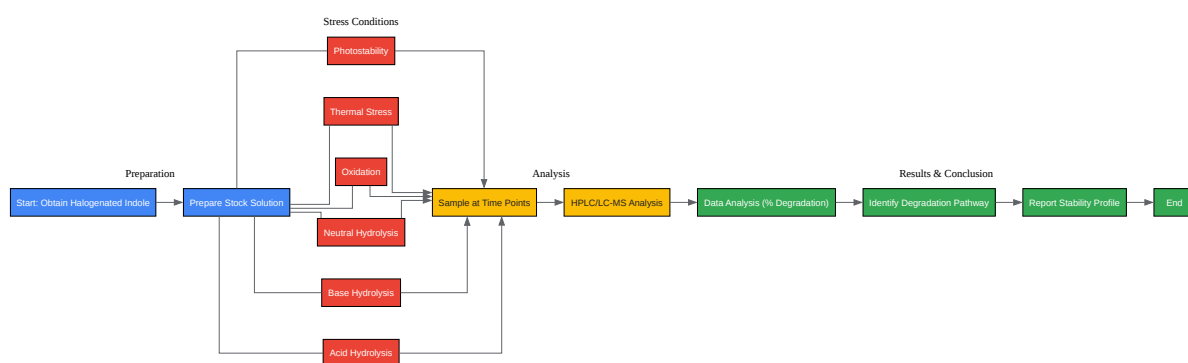 Stress Conditions
Photostability
Thermal Stress
Oxidation
Neutral Hydrolysis
Base Hydrolysis
Acid Hydrolysis
Preparation
Start: Obtain Halogenated Indole
Prepare Stock Solution
Analysis
Sample at Time Points
HPLC/LC-MS Analysis
Results & Conclusion
Data Analysis (% Degradation)
Identify Degradation Pathway
Report Stability Profile
End